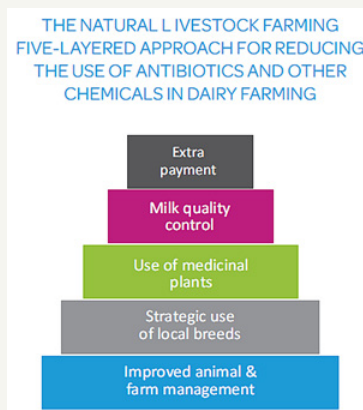 THE NATURAL L IVESTOCK FARMING
FIVE-LAYERED APPROACH FOR REDUCING
THE USE OF ANTIBIOTICS AND OTHER
CHEMICALS IN DAIRY FARMING
Extra
payment
Milk quality
control
Use of medicinal
plants
Strategic use
of local breeds
Improved animal &
farm management